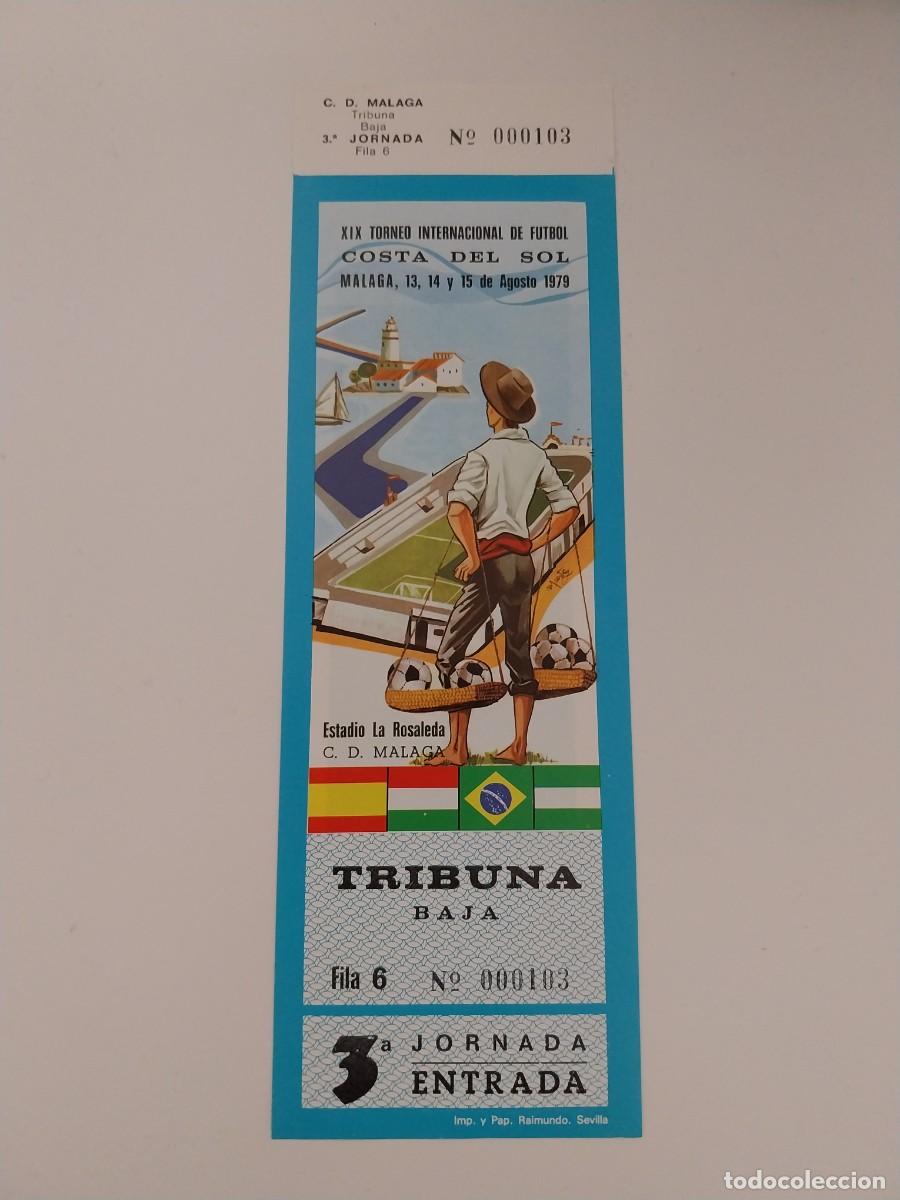 C. D. MALAGA
Tribuna
Baja
3.ª JORNADA
Fila 6
Nº 000103
XIX TORNEO INTERNACIONAL DE FUTBOL
COSTA DEL SOL
MALAGA, 13, 14 y 15 de Agosto 1979
Estadio La Rosaleda
C. D. MALAGA
TRIBUNA
BAJA
Fila 6 Nº 000103
3ª JORNADA
ENTRADA
Imp. y Pap. Raimundo. Sevilla
todocoleccion